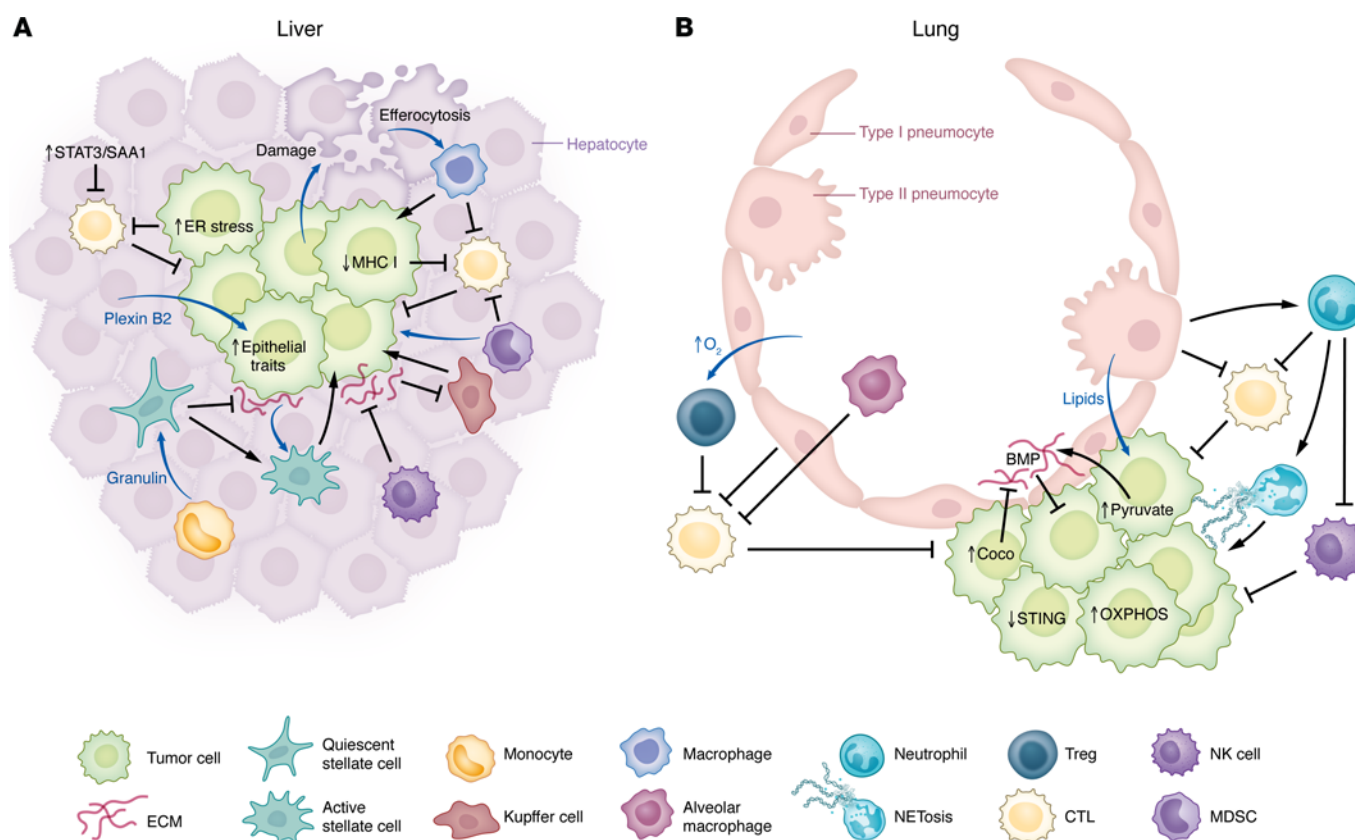 A
Liver
Efferocytosis
Damage
Hepatocyte
↑STAT3/SAA1
↑ER stress
↓MHC I
Plexin B2
↑Epithelial
traits
Granulin
B
Lung
Type I pneumocyte
Type II pneumocyte
↑O₂
Lipids
BMP
↑Pyruvate
↑Coco
↓STING
↑OXPHOS
Tumor cell
Quiescent
stellate cell
Monocyte
Macrophage
Neutrophil
Treg
NK cell
ECM
Active
stellate cell
Kupffer cell
Alveolar
macrophage
NETosis
CTL
MDSC